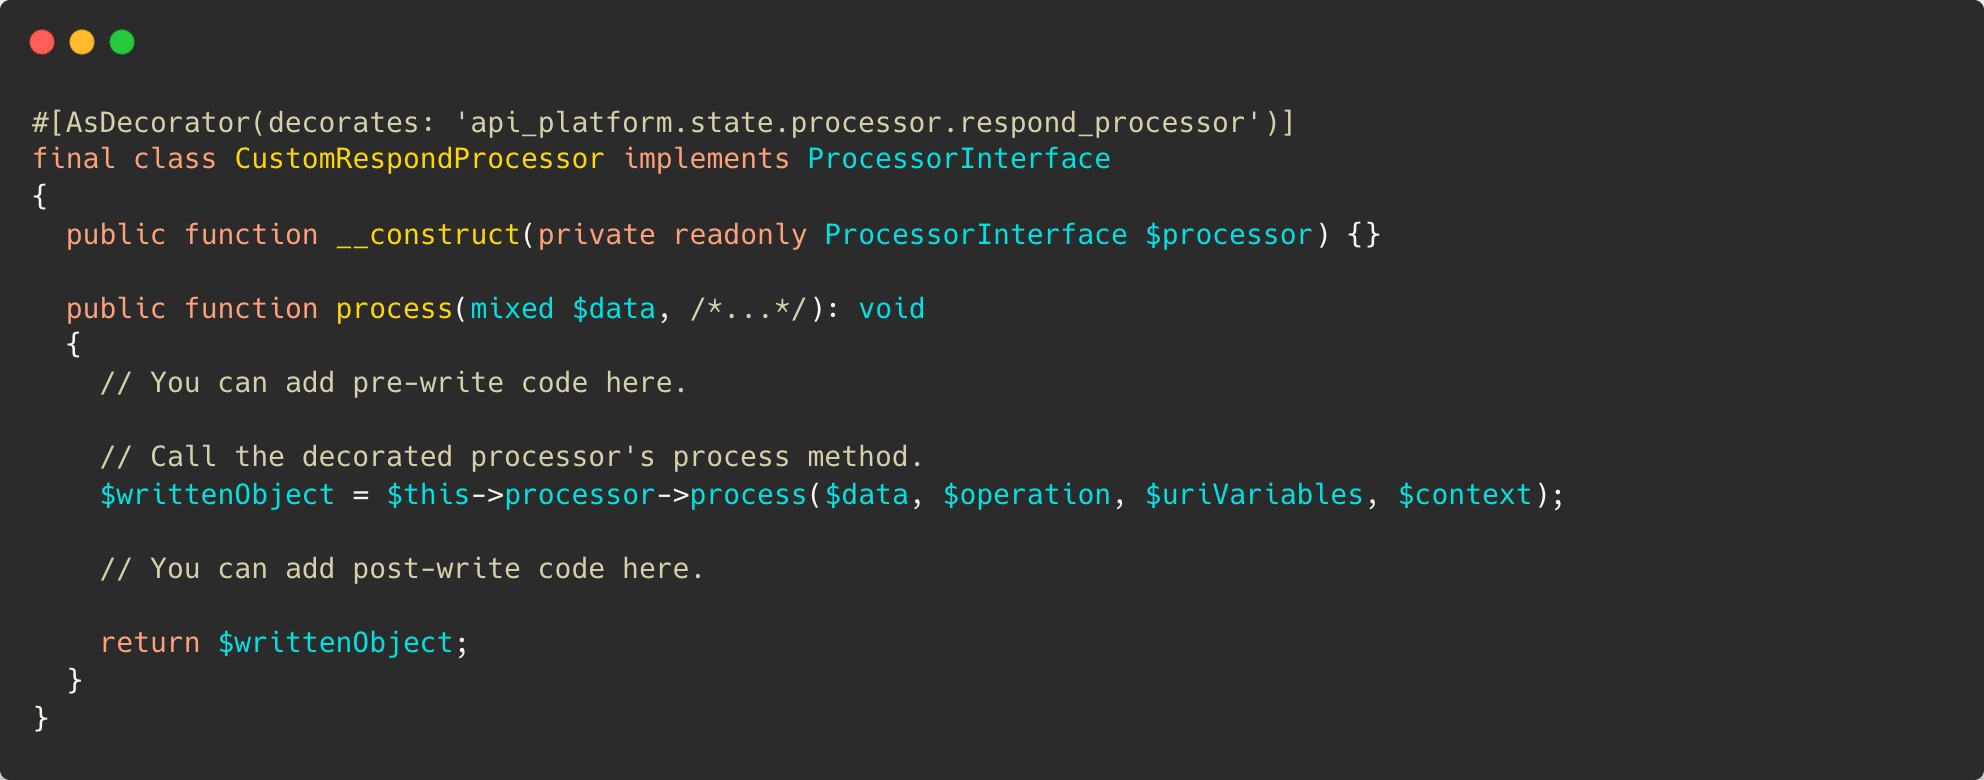 #[AsDecorator(decorates: 'api_platform.state.processor.respond_processor')]
final class CustomRespondProcessor implements ProcessorInterface
{
  public function __construct(private readonly ProcessorInterface $processor) {}

  public function process(mixed $data, /*...*/): void
  {
    // You can add pre-write code here.

    // Call the decorated processor's process method.
    $writtenObject = $this->processor->process($data, $operation, $uriVariables, $context);

    // You can add post-write code here.

    return $writtenObject;
  }
}